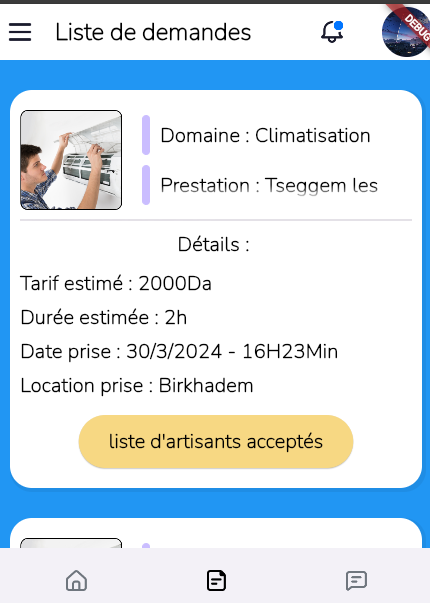 Liste de demandes
DEBUG
Domaine : Climatisation
Prestation : Tseggem les
Détails :
Tarif estimé : 2000Da
Durée estimée : 2h
Date prise : 30/3/2024 - 16H23Min
Location prise : Birkhadem
liste d'artisants acceptés